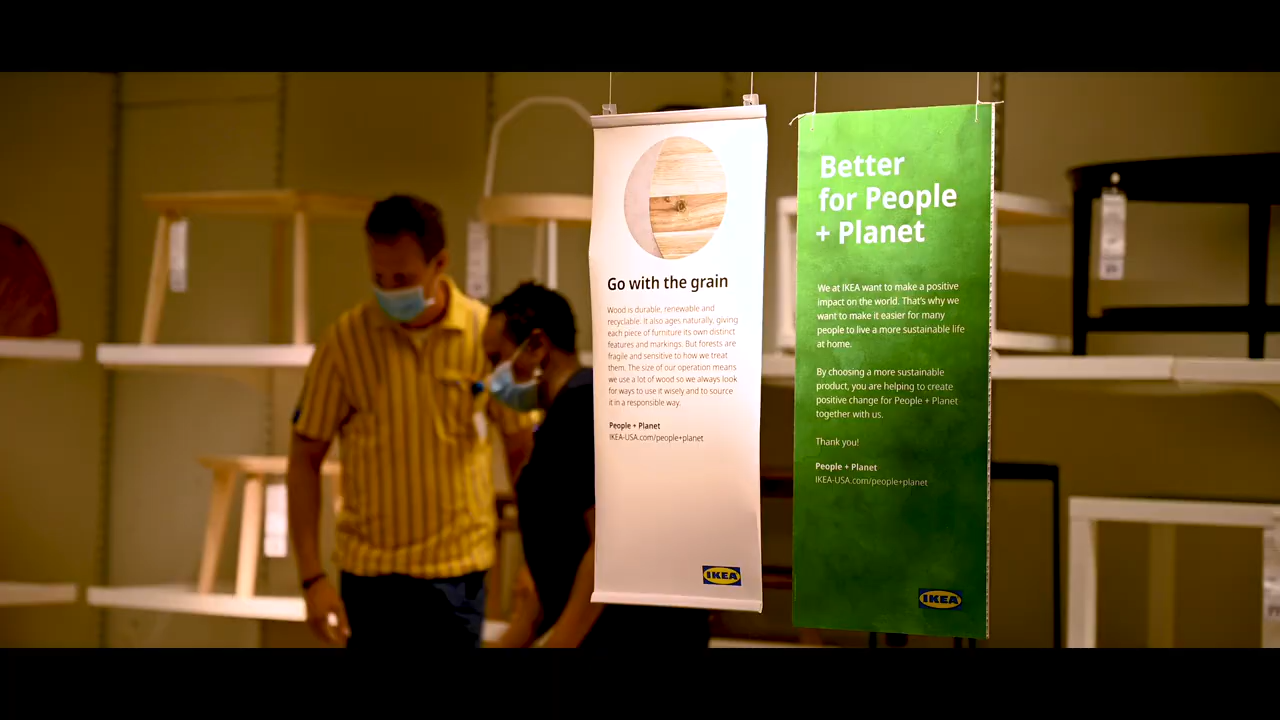 Go with the grain
Wood is durable, renewable and
recyclable. It also ages naturally, giving
each piece of furniture its own distinct
features and markings. But forests are
fragile and sensitive to how we treat
them. The size of our operation means
we use a lot of wood so we always look
for ways to use it wisely and to source
it in a responsible way.
People + Planet
IKEA-USA.com/people+planet
IKEA
Better
for People
+ Planet
We at IKEA want to make a positive
impact on the world. That's why we
want to make it easier for many
people to live a more sustainable life
at home.
By choosing a more sustainable
product, you are helping to create
positive change for People + Planet
together with us.
Thank you!
People + Planet
IKEA-USA.com/people+planet
IKEA